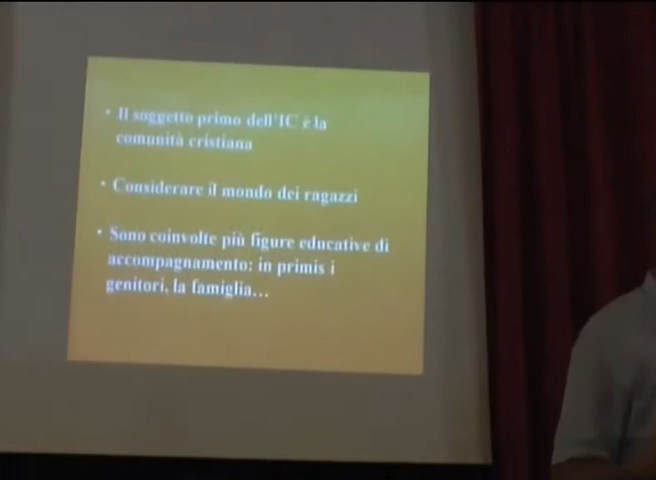 • Il soggetto primo dell'IC è la
comunità cristiana
• Considerare il mondo dei ragazzi
• Sono coinvolte più figure educative di
accompagnamento: in primis i
genitori, la famiglia...